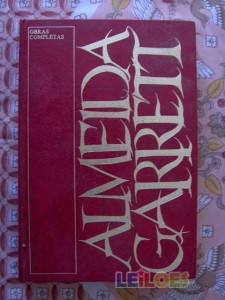 OBRAS
COMPLETAS
ALMEIDA
GARRETT
LEILOES